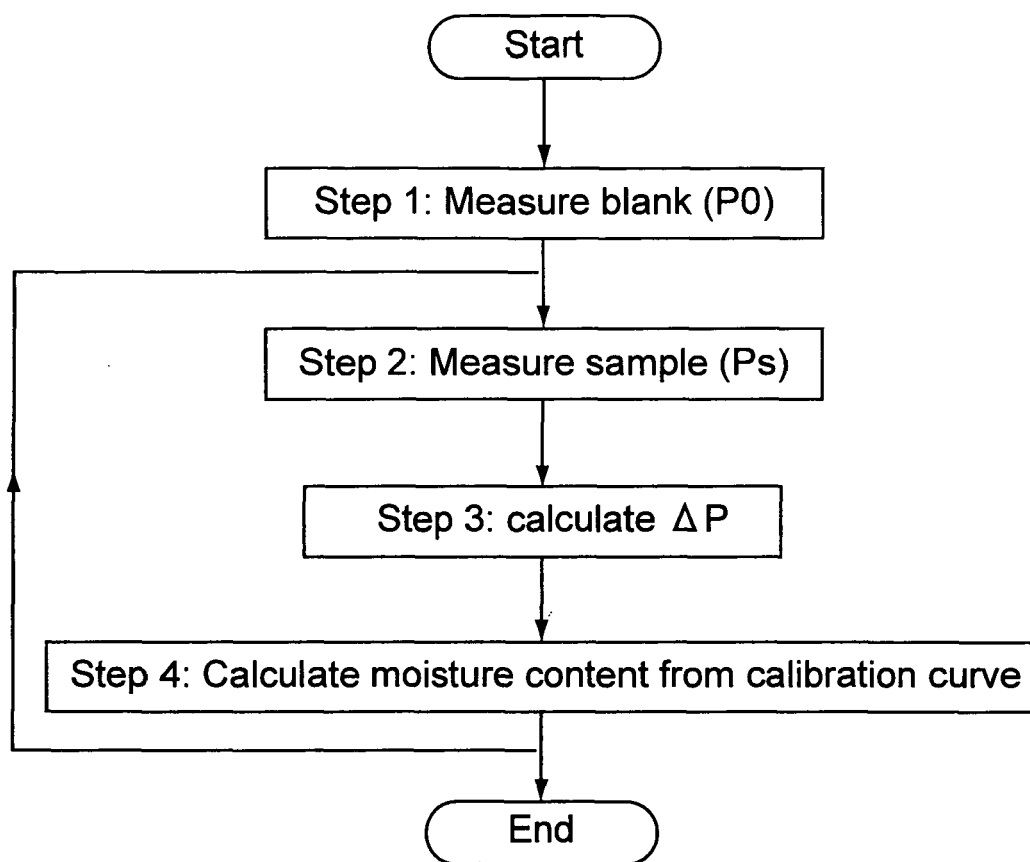 Start
Step 1: Measure blank (P0)
Step 2: Measure sample (Ps)
Step 3: calculate ΔP
Step 4: Calculate moisture content from calibration curve
End